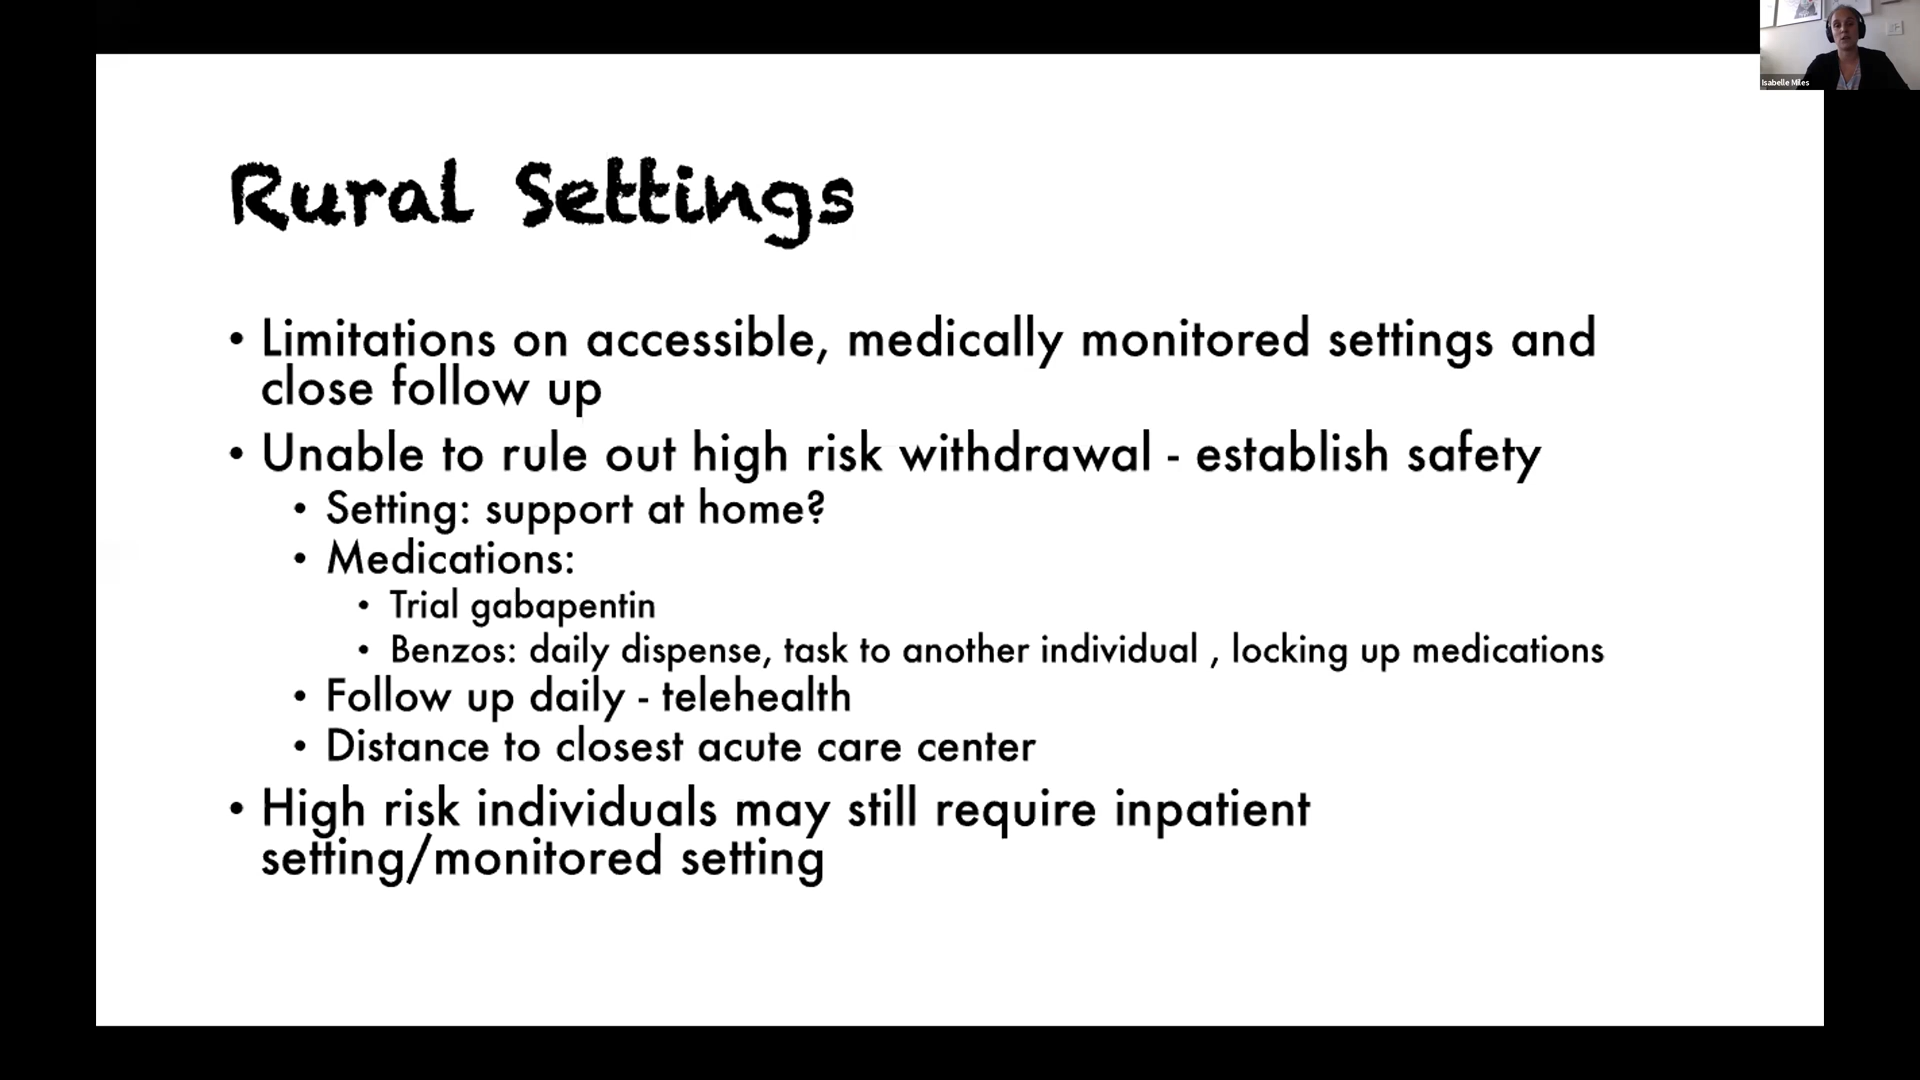 Isabelle Miles
Rural Settings
• Limitations on accessible, medically monitored settings and
close follow up
• Unable to rule out high risk withdrawal - establish safety
• Setting: support at home?
• Medications:
• Trial gabapentin
• Benzos: daily dispense, task to another individual , locking up medications
• Follow up daily - telehealth
• Distance to closest acute care center
• High risk individuals may still require inpatient
setting/monitored setting